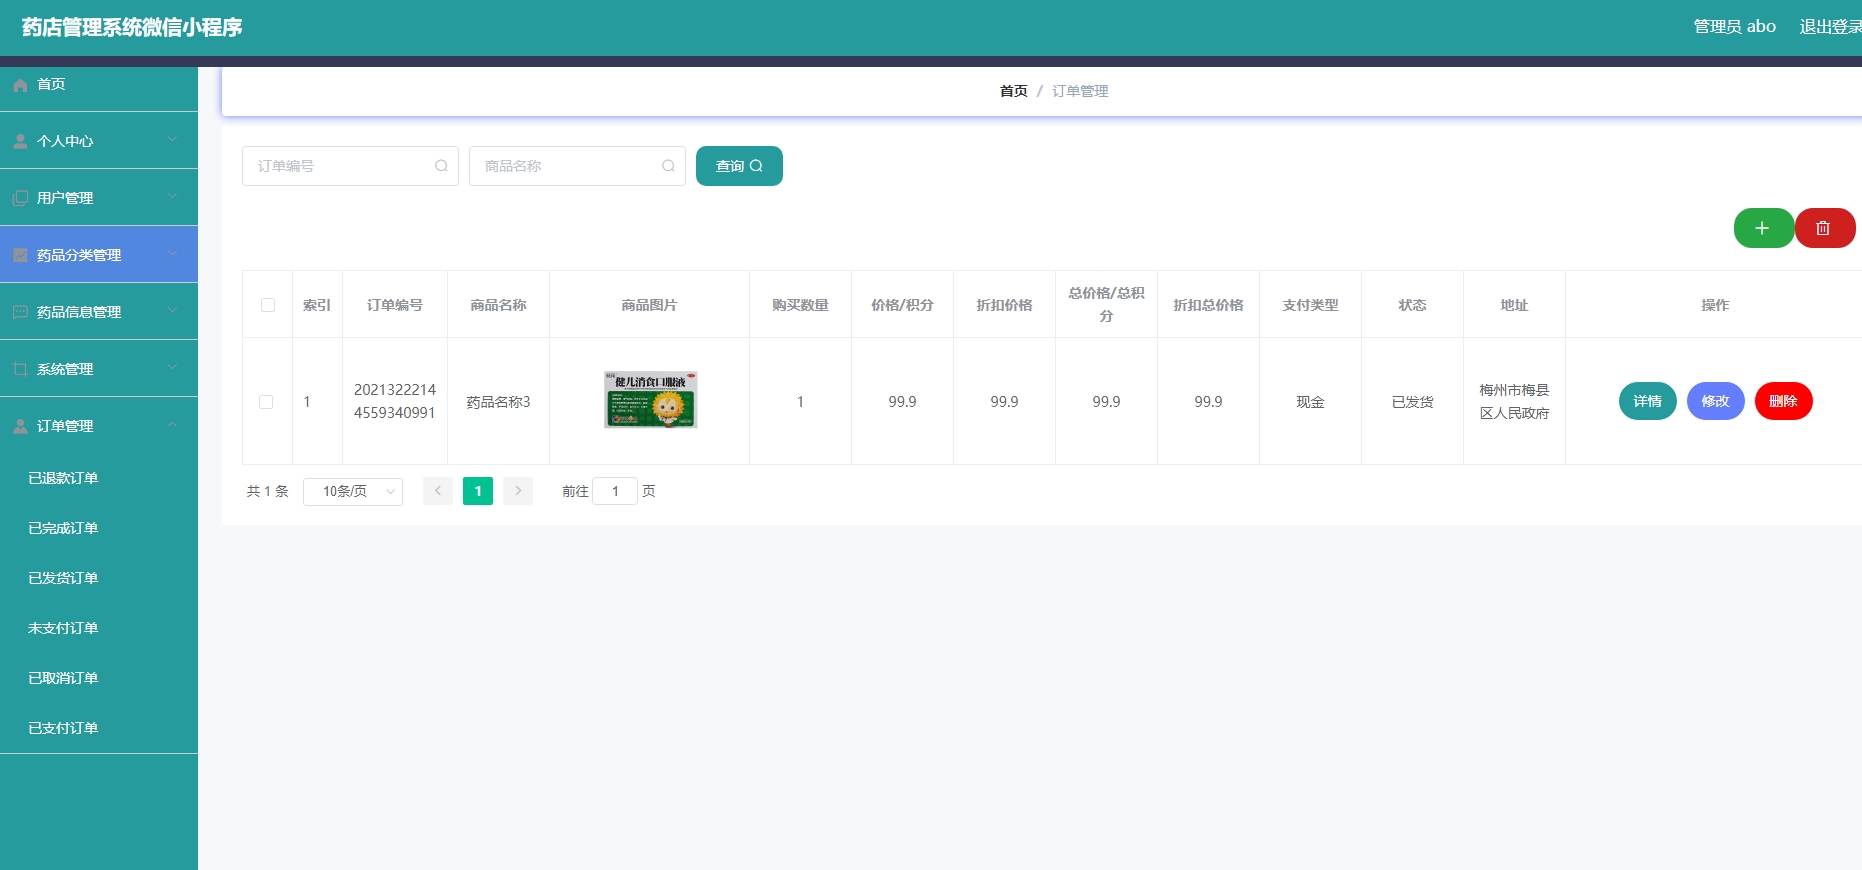 药店管理系统微信小程序
管理员 abo
退出登录
首页
个人中心
用户管理
药品分类管理
药品信息管理
系统管理
订单管理
已退款订单
已完成订单
已发货订单
未支付订单
已取消订单
已支付订单
首页 / 订单管理
订单编号
商品名称
查询
索引
订单编号
商品名称
商品图片
购买数量
价格/积分
折扣价格
总价格/总积
分
折扣总价格
支付类型
状态
地址
操作
1
2021322214
4559340991
药品名称3
健儿消食口服液
1
99.9
99.9
99.9
99.9
现金
已发货
梅州市梅县
区人民政府
详情
修改
删除
共 1 条
10条/页
1
前往 1 页